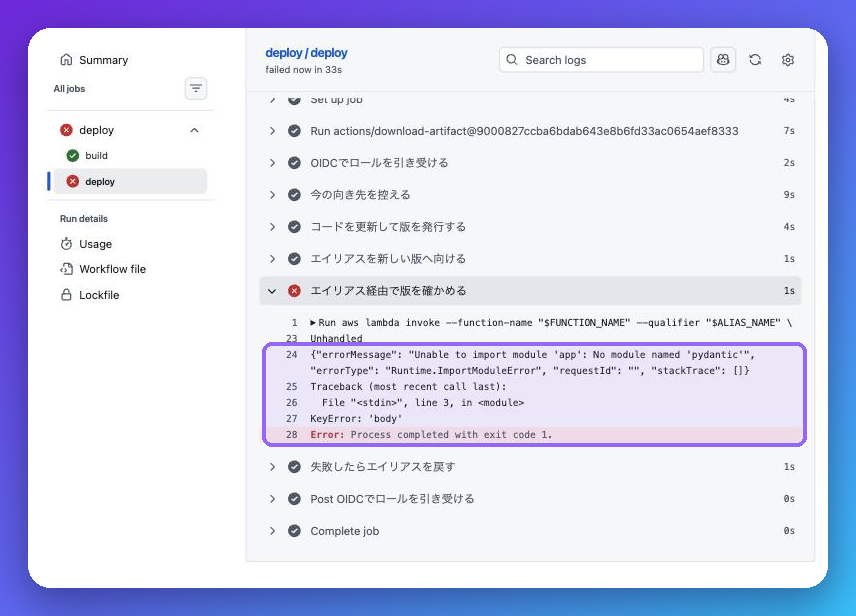 Summary
All jobs
deploy
build
deploy
Run details
Usage
Workflow file
Lockfile
deploy / deploy
failed now in 33s
Search logs
Set up job 4s
Run actions/download-artifact@9000827ccba6bdab643e8b6fd33ac0654aef8333 7s
OIDCでロールを引き受ける 2s
今の向き先を控える 9s
コードを更新して版を発行する 4s
エイリアスを新しい版へ向ける 1s
エイリアス経由で版を確かめる 1s
1 ▶Run aws lambda invoke --function-name "$FUNCTION_NAME" --qualifier "$ALIAS_NAME" \
23 Unhandled
24 {"errorMessage": "Unable to import module 'app': No module named 'pydantic'",
"errorType": "Runtime.ImportModuleError", "requestId": "", "stackTrace": []}
25 Traceback (most recent call last):
26 File "<stdin>", line 3, in <module>
27 KeyError: 'body'
28 Error: Process completed with exit code 1.
失敗したらエイリアスを戻す 1s
Post OIDCでロールを引き受ける 0s
Complete job 0s